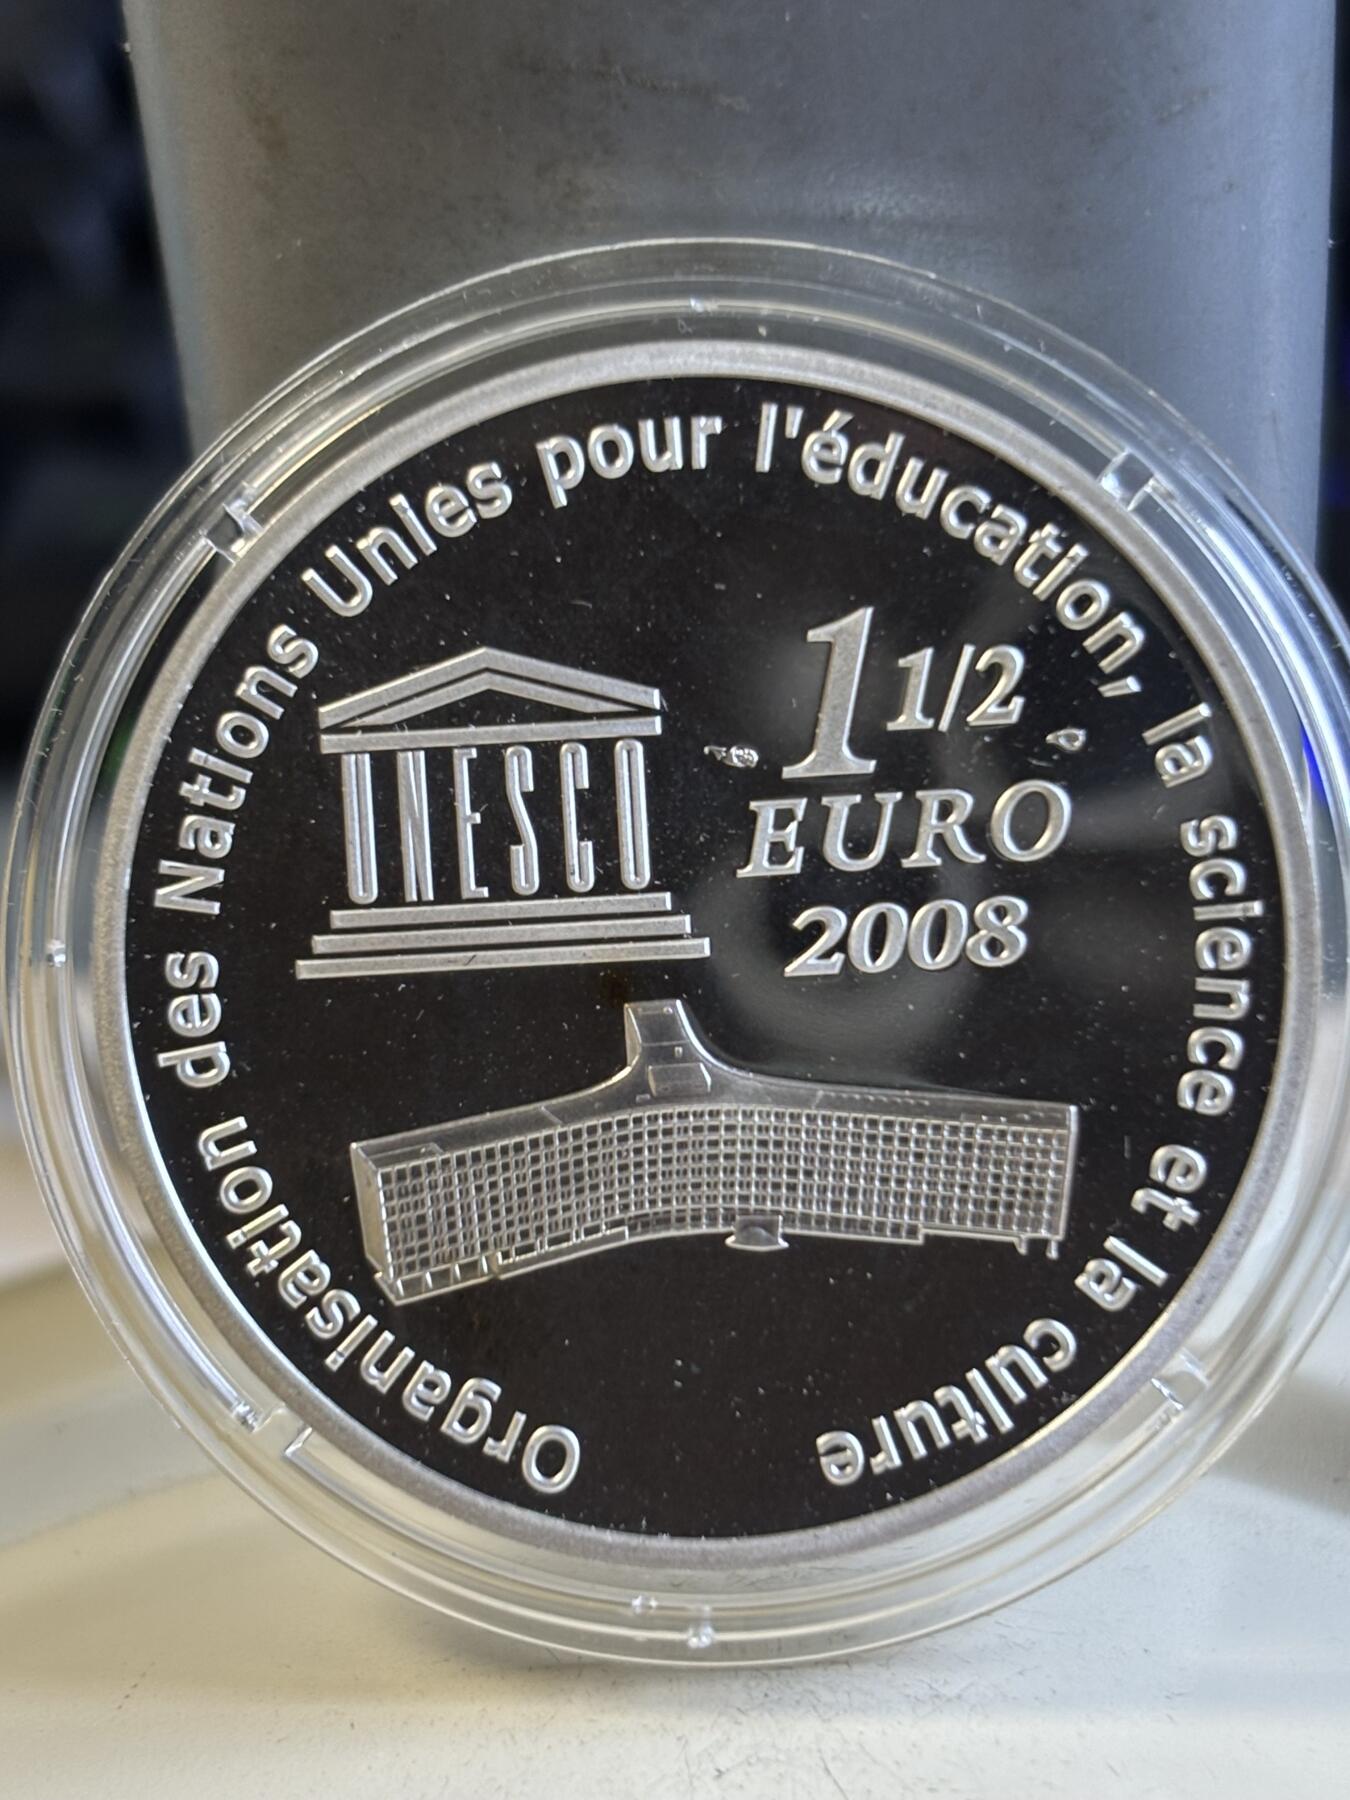 Organisation des Nations Unies pour l'éducation, la science et la culture
UNESCO
1 1/2
EURO
2008